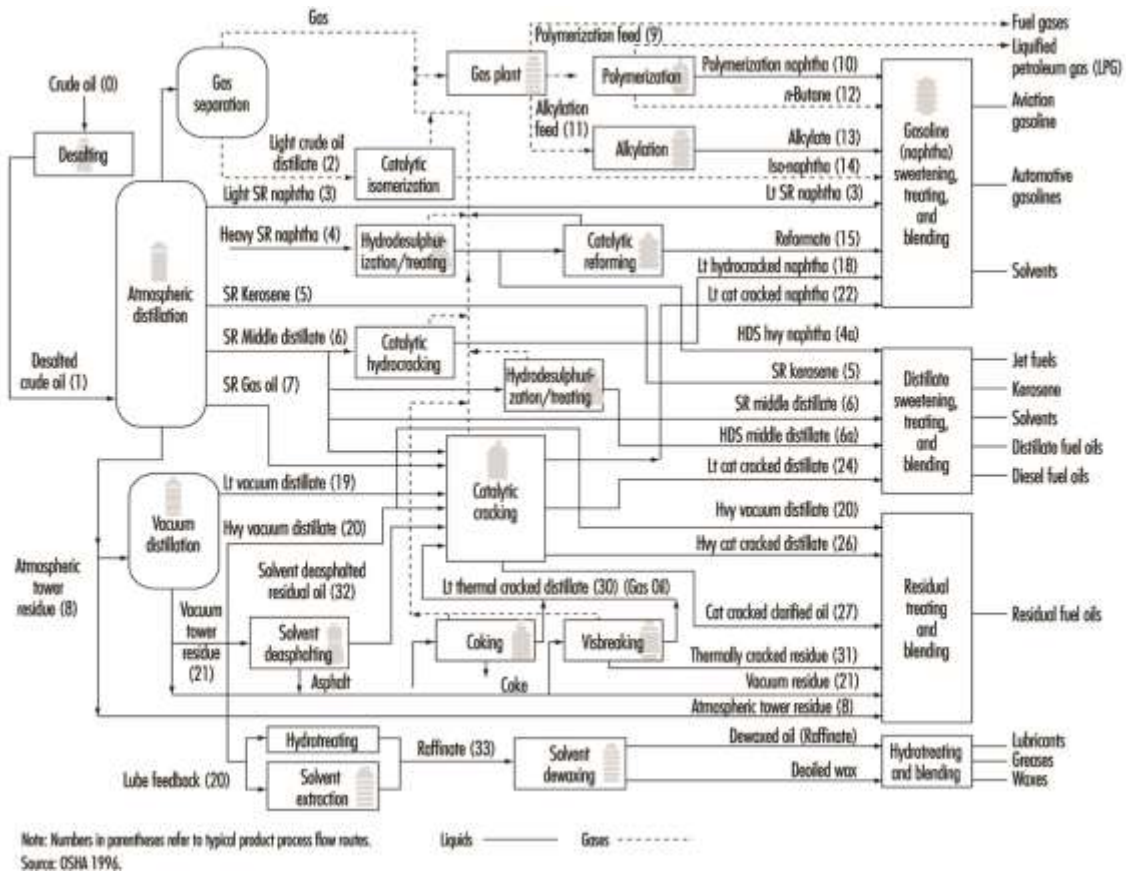 Gas
Fuel gases
Polymerization feed (9)
Liquified
petroleum gas (LPG)
Crude oil (0)
Gas
separation
Gas plant
Polymerization
Polymerization naphtha (10)
n-Butane (12)
Aviation
gasoline
Desalting
Alkylation
feed (11)
Light crude oil
distillate (2)
Catalytic
isomerization
Alkylation
Alkylate (13)
Iso-naphtha (14)
Gasoline
(naphtha)
sweetening,
treating,
and
blending
Automotive
gasolines
Light SR naphtha (3)
Lt SR naphtha (3)
Heavy SR naphtha (4)
Hydrodesulphur-
ization/treating
Catalytic
reforming
Reformate (15)
Lt hydrocracked naphtha (18)
Solvents
Atmospheric
distillation
SR Kerosene (5)
Lt cat cracked naphtha (22)
SR Middle distillate (6)
Catalytic
hydrocracking
HDS hvy naphtha (4a)
Desalted
crude oil (1)
SR Gas oil (7)
Hydrodesulphuri-
zation/treating
SR kerosene (5)
SR middle distillate (6)
HDS middle distillate (6a)
Distillate
sweetening,
treating,
and
blending
Jet fuels
Kerosene
Solvents
Distillate fuel oils
Diesel fuel oils
Lt vacuum distillate (19)
Catalytic
cracking
Lt cat cracked distillate (24)
Vacuum
distillation
Hvy vacuum distillate (20)
Hvy vacuum distillate (20)
Hvy cat cracked distillate (26)
Atmospheric
tower
residue (8)
Solvent deasphalted
residual oil (32)
Lt thermal cracked distillate (30) (Gas Oil)
Cat cracked clarified oil (27)
Residual
treating
and
blending
Residual fuel oils
Vacuum
tower
residue
(21)
Solvent
deasphalting
Coking
Visbreaking
Thermally cracked residue (31)
Asphalt
Coke
Vacuum residue (21)
Atmospheric tower residue (8)
Hydrotreating
Raffinate (33)
Dewaxed oil (Raffinate)
Lube feedback (20)
Solvent
extraction
Solvent
dewaxing
Deoiled wax
Hydrotreating
and blending
Lubricants
Greases
Waxes
Note: Numbers in parentheses refer to typical product process flow routes.
Liquids
Gases
Source: OSHA 1996.